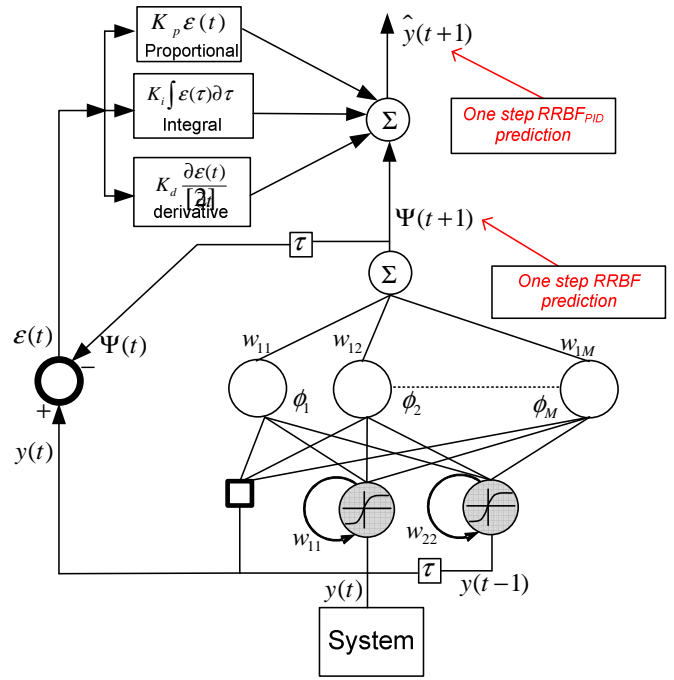 K_p ε(t)
Proportional
K_i ∫ ε(τ)∂τ
Integral
K_d ∂ε(t)
derivative
Σ
ŷ(t+1)
One step RRBF_PID
prediction
Ψ(t+1)
τ
Σ
One step RRBF
prediction
ε(t)
Ψ(t)
−
+
y(t)
w_11
w_12
w_1M
ϕ_1
ϕ_2
ϕ_M
w_11
w_22
τ
y(t)
y(t−1)
System